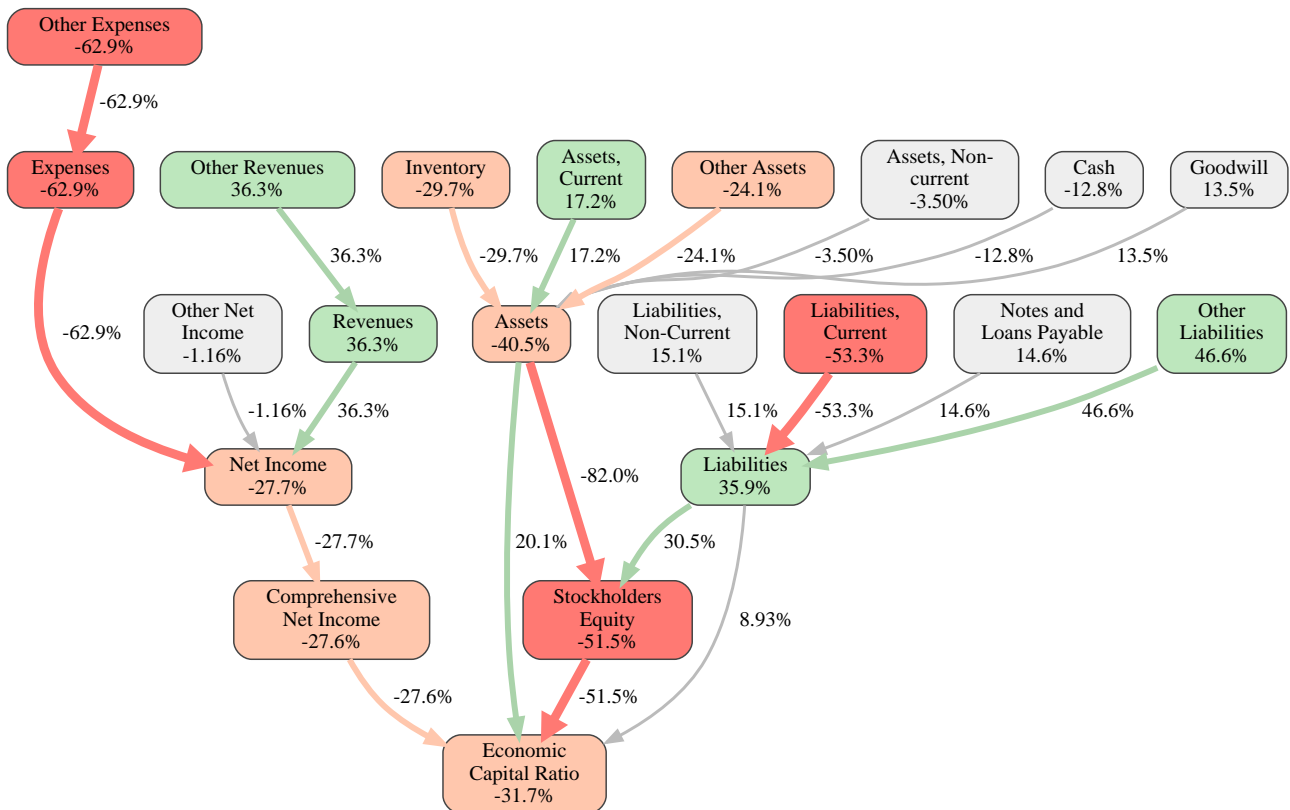 Other Expenses
-62.9%
-62.9%
Expenses
-62.9%
Other Revenues
36.3%
Inventory
-29.7%
Assets,
Current
17.2%
Other Assets
-24.1%
Assets, Non-
current
-3.50%
Cash
-12.8%
Goodwill
13.5%
36.3%
-29.7%
17.2%
-24.1%
-3.50%
-12.8%
13.5%
-62.9%
Other Net
Income
-1.16%
Revenues
36.3%
Assets
-40.5%
Liabilities,
Non-Current
15.1%
Liabilities,
Current
-53.3%
Notes and
Loans Payable
14.6%
Other
Liabilities
46.6%
-1.16%
36.3%
15.1%
-53.3%
14.6%
46.6%
Net Income
-27.7%
-82.0%
Liabilities
35.9%
-27.7%
20.1%
30.5%
Comprehensive
Net Income
-27.6%
Stockholders
Equity
-51.5%
8.93%
-27.6%
-51.5%
Economic
Capital Ratio
-31.7%